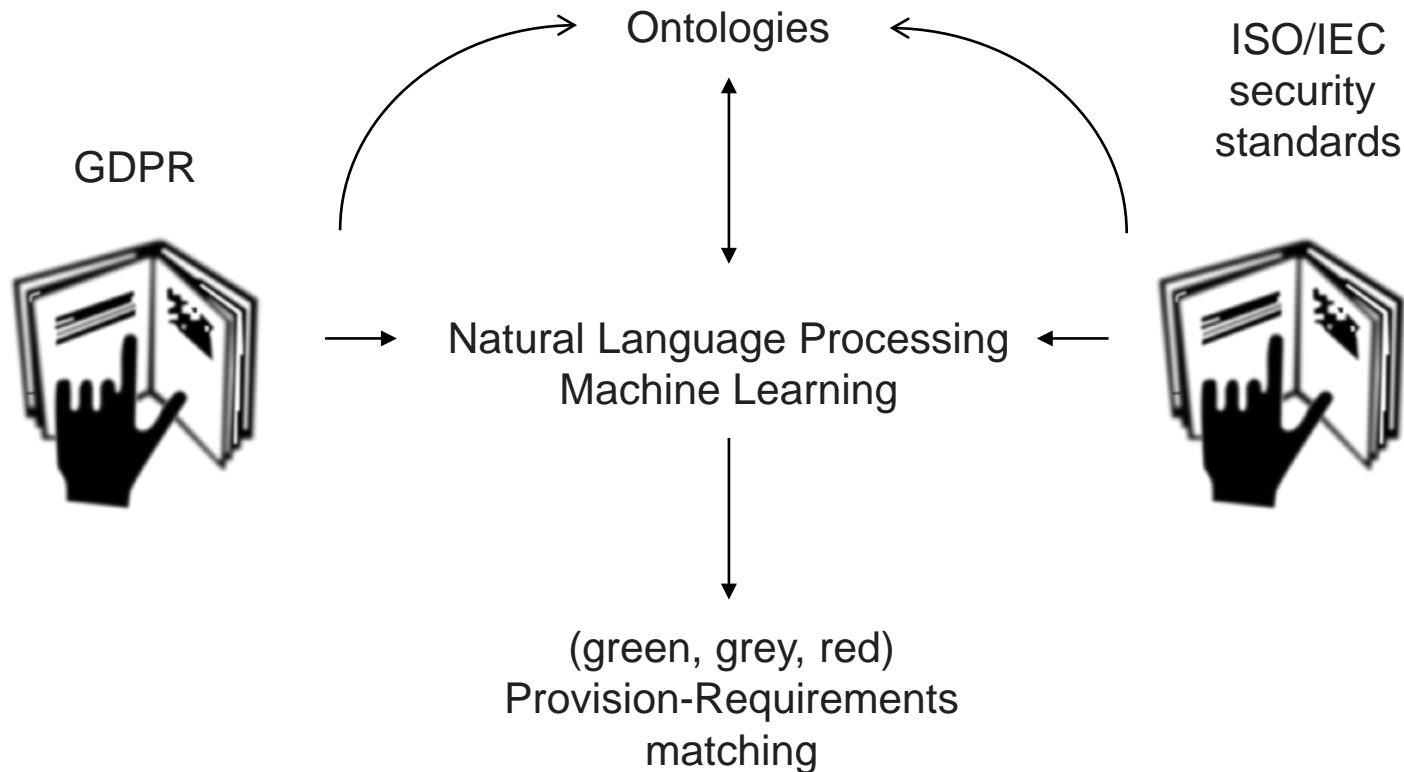 Ontologies
ISO/IEC
security
standards
GDPR
Natural Language Processing
Machine Learning
(green, grey, red)
Provision-Requirements
matching